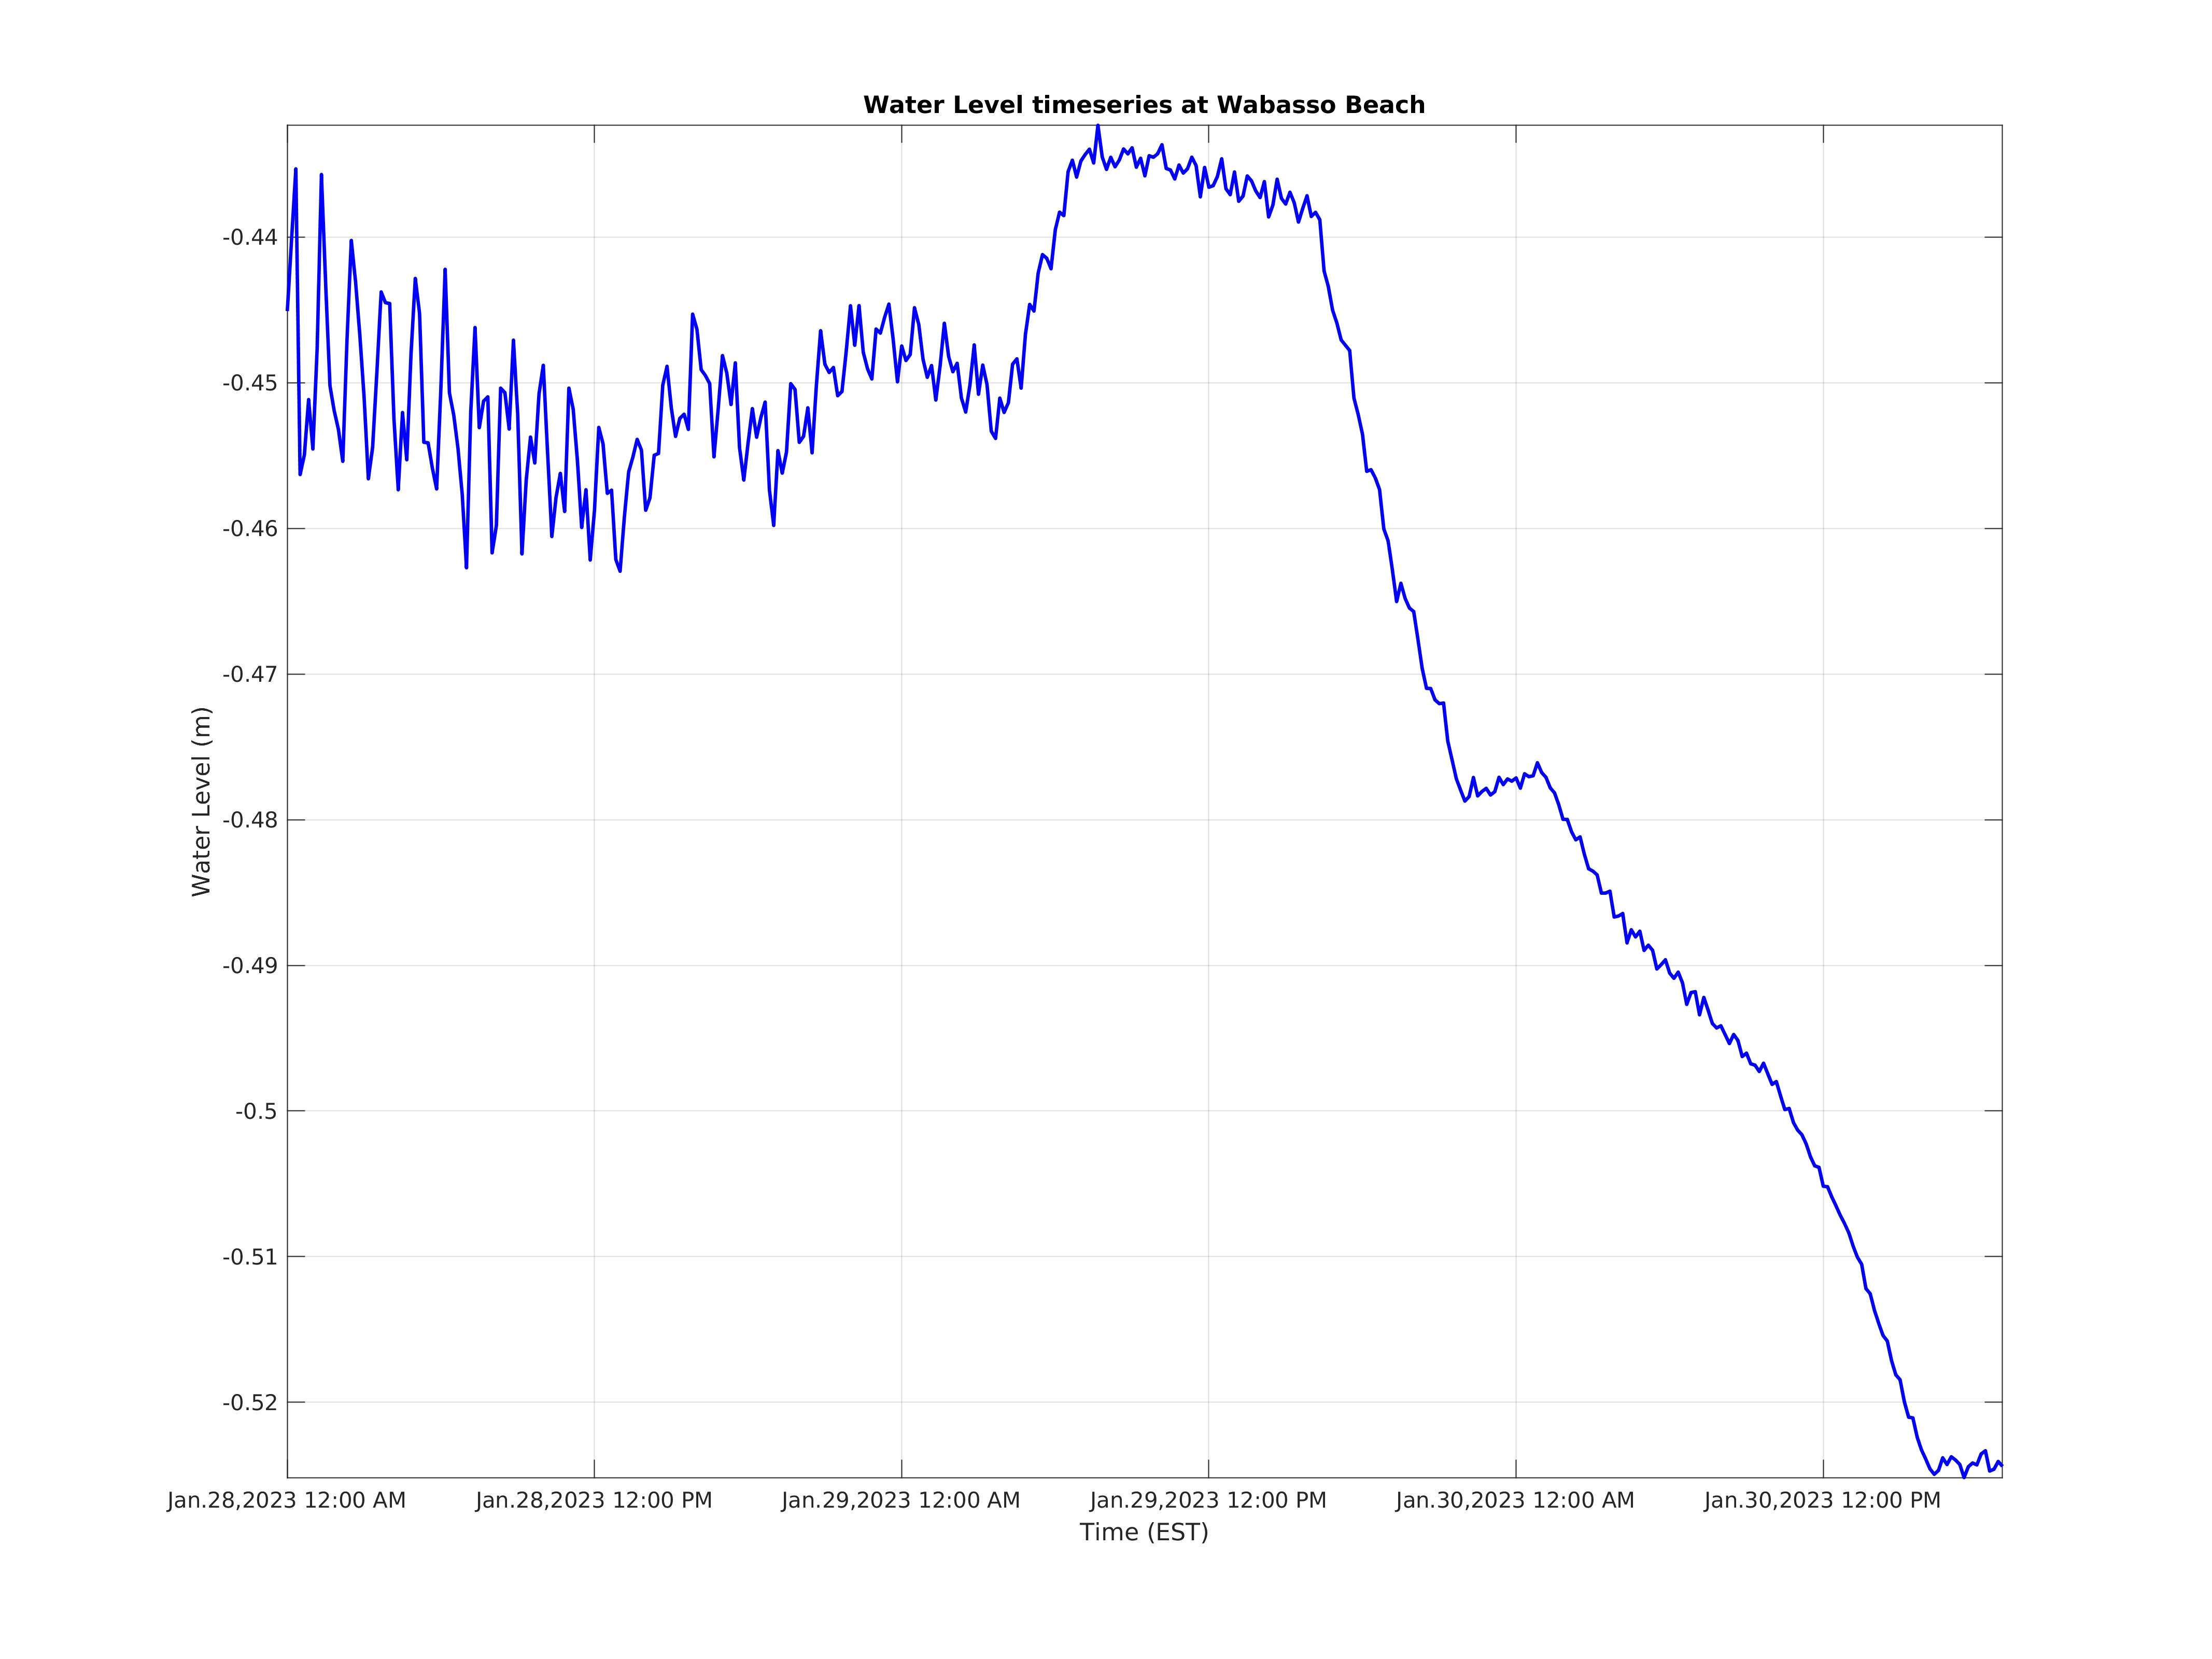 Water Level timeseries at Wabasso Beach
-0.44
-0.45
-0.46
-0.47
-0.48
-0.49
-0.5
-0.51
-0.52
Water Level (m)
Jan.28,2023 12:00 AM Jan.28,2023 12:00 PM Jan.29,2023 12:00 AM Jan.29,2023 12:00 PM Jan.30,2023 12:00 AM Jan.30,2023 12:00 PM
Time (EST)